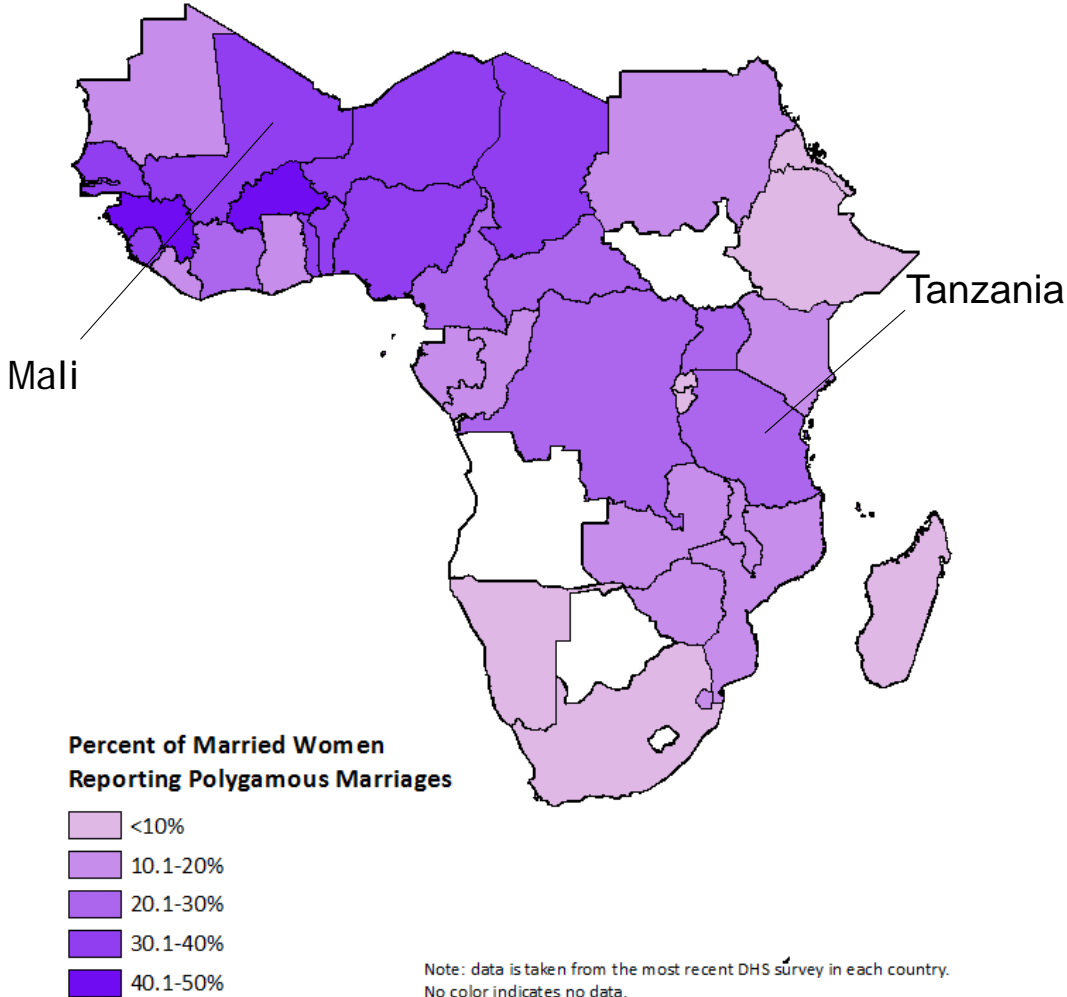 Tanzania
Mali
Percent of Married Women
Reporting Polygamous Marriages
<10%
10.1-20%
20.1-30%
30.1-40%
40.1-50%
Note: data is taken from the most recent DHS survey in each country.
No color indicates no data.